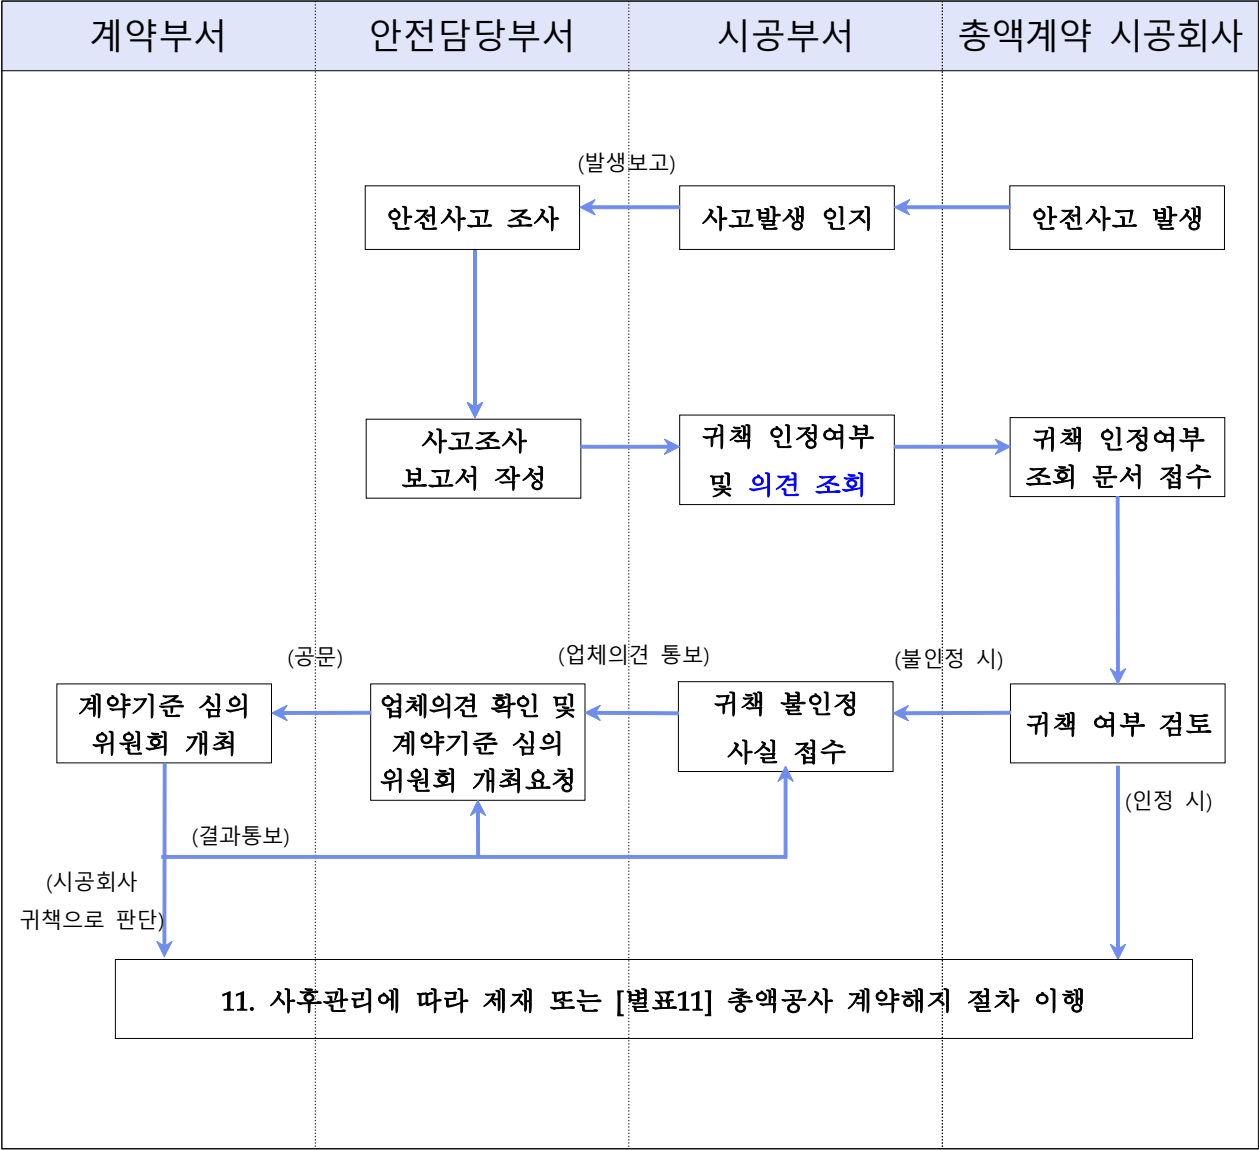 계약부서
안전담당부서
시공부서
총액계약 시공회사
(발생보고)
안전사고 조사
사고발생 인지
안전사고 발생
사고조사
보고서 작성
귀책 인정여부
및 의견 조회
귀책 인정여부
조회 문서 접수
(공문)
(업체의견 통보)
(불인정 시)
계약기준 심의
위원회 개최
업체의견 확인 및
계약기준 심의
위원회 개최요청
귀책 불인정
사실 접수
귀책 여부 검토
(인정 시)
(결과통보)
(시공회사
귀책으로 판단)
11. 사후관리에 따라 제재 또는 [별표11] 총액공사 계약해지 절차 이행